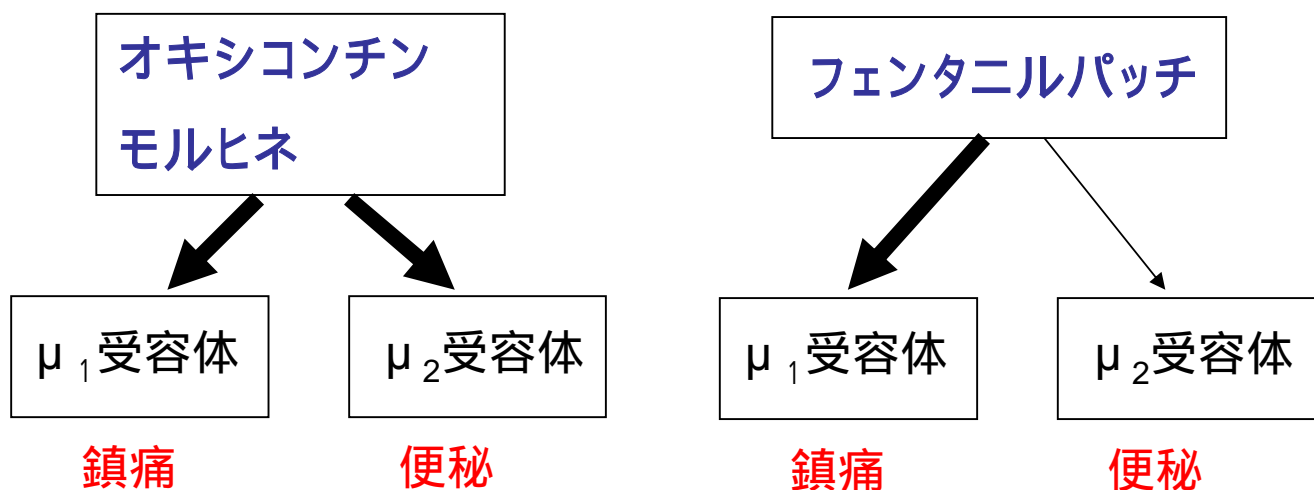 オキシコンチン
モルヒネ
フェンタニルパッチ
μ1受容体
μ2受容体
μ1受容体
μ2受容体
鎮痛
便秘
鎮痛
便秘